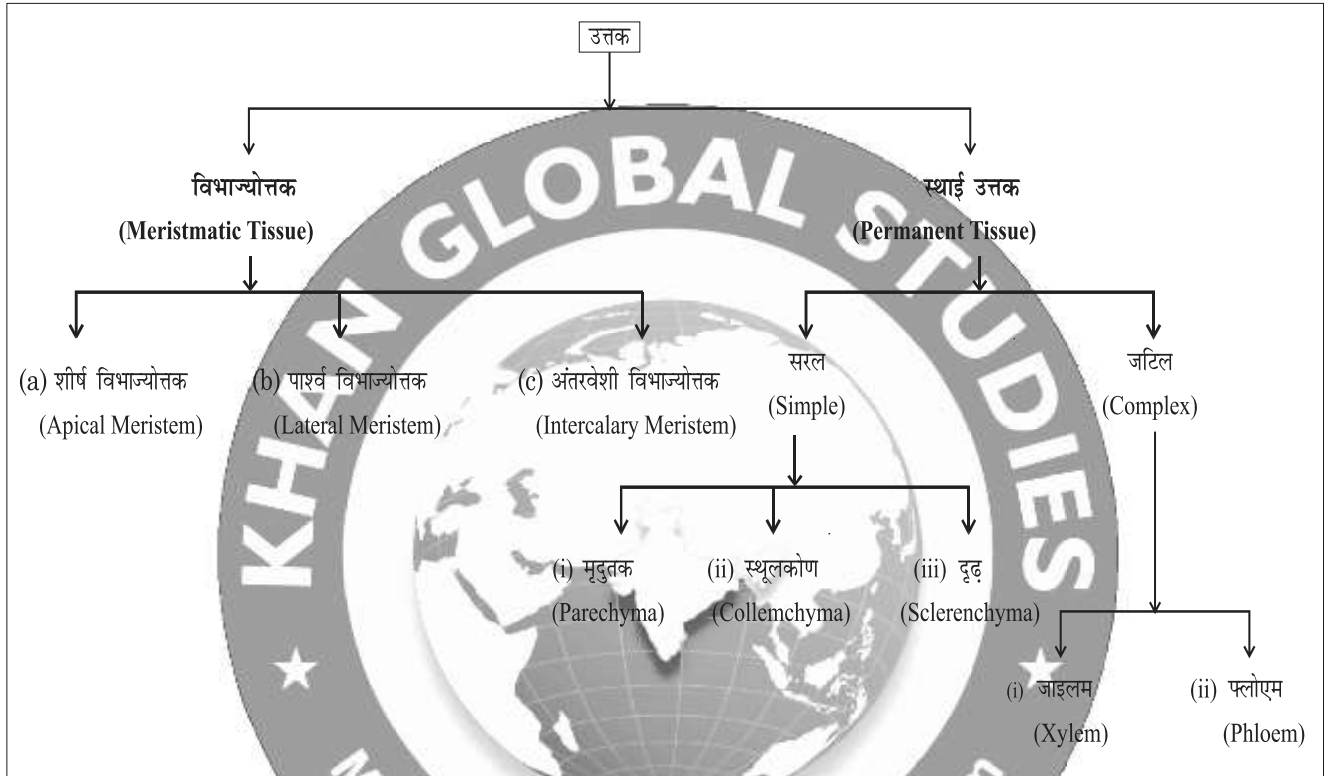 उत्तक
विभाज्योत्तक
(Meristmatic Tissue)
स्थाई उत्तक
(Permanent Tissue)
(a) शीर्ष विभाज्योत्तक
(Apical Meristem)
(b) पार्श्व विभाज्योत्तक
(Lateral Meristem)
(c) अंतरवेशी विभाज्योत्तक
(Intercalary Meristem)
सरल
(Simple)
जटिल
(Complex)
(i) मृदुतक
(Parechyma)
(ii) स्थूलकोण
(Collemchyma)
(iii) दृढ़
(Sclerenchyma)
(i) जाइलम
(Xylem)
(ii) फ्लोएम
(Phloem)
KHAN GLOBAL STUDIES